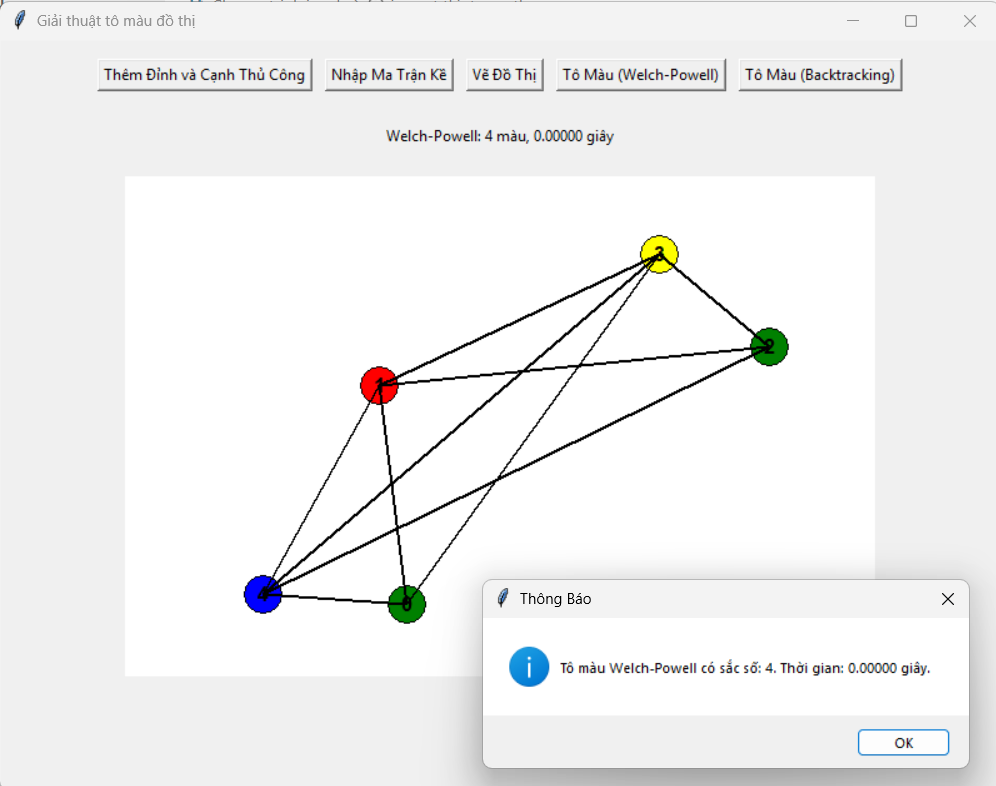 Giải thuật tô màu đồ thị
Thêm Đỉnh và Cạnh Thủ Công Nhập Ma Trận Kề Vẽ Đồ Thị Tô Màu (Welch-Powell) Tô Màu (Backtracking)
Welch-Powell: 4 màu, 0.00000 giây
3
2
1
4
Thông Báo
Tô màu Welch-Powell có sắc số: 4. Thời gian: 0.00000 giây.
OK